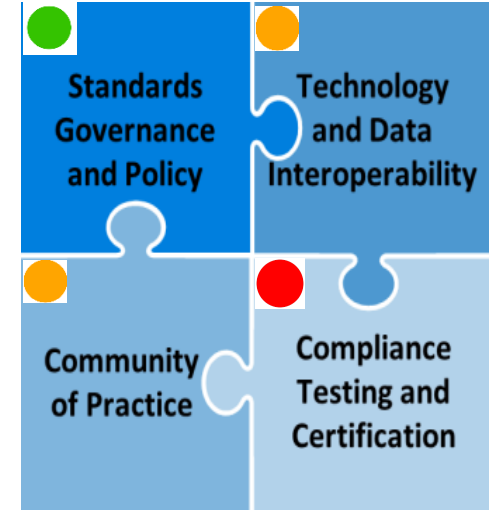 Standards
Governance
and Policy
Technology
and Data
Interoperability
Community
of Practice
Compliance
Testing and
Certification